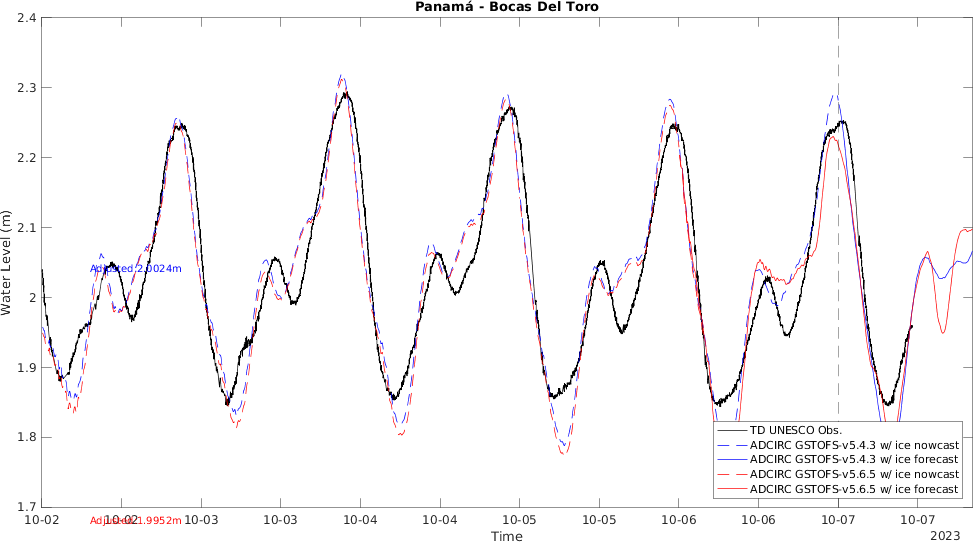 Panamá - Bocas Del Toro
Water Level (m)
2.4
2.3
2.2
2.1
2
1.9
1.8
1.7
Adjusted:2.0024m
Adjusted:1.9952m
TD UNESCO Obs.
ADCIRC GSTOFS-v5.4.3 w/ ice nowcast
ADCIRC GSTOFS-v5.4.3 w/ ice forecast
ADCIRC GSTOFS-v5.6.5 w/ ice nowcast
ADCIRC GSTOFS-v5.6.5 w/ ice forecast
10-02 10-02 10-03 10-03 10-04 10-04 10-05 10-05 10-06 10-06 10-07 10-07
Time
2023